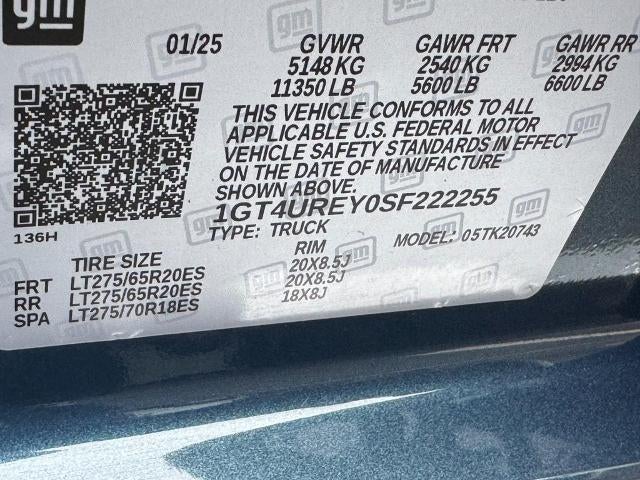 gm
01/25 GVWR GAWR FRT GAWR RR
5148 KG 2540 KG 2994 KG
11350 LB 5600 LB 6600 LB
THIS VEHICLE CONFORMS TO ALL
APPLICABLE U.S. FEDERAL MOTOR
VEHICLE SAFETY STANDARDS IN EFFECT
ON THE DATE OF MANUFACTURE
SHOWN ABOVE.
1GT4UREY0SF222255
136H TYPE: TRUCK MODEL: 05TK20743
TIRE SIZE RIM
FRT LT275/65R20ES 20X8.5J
RR LT275/65R20ES 20X8.5J
SPA LT275/70R18ES 18X8J